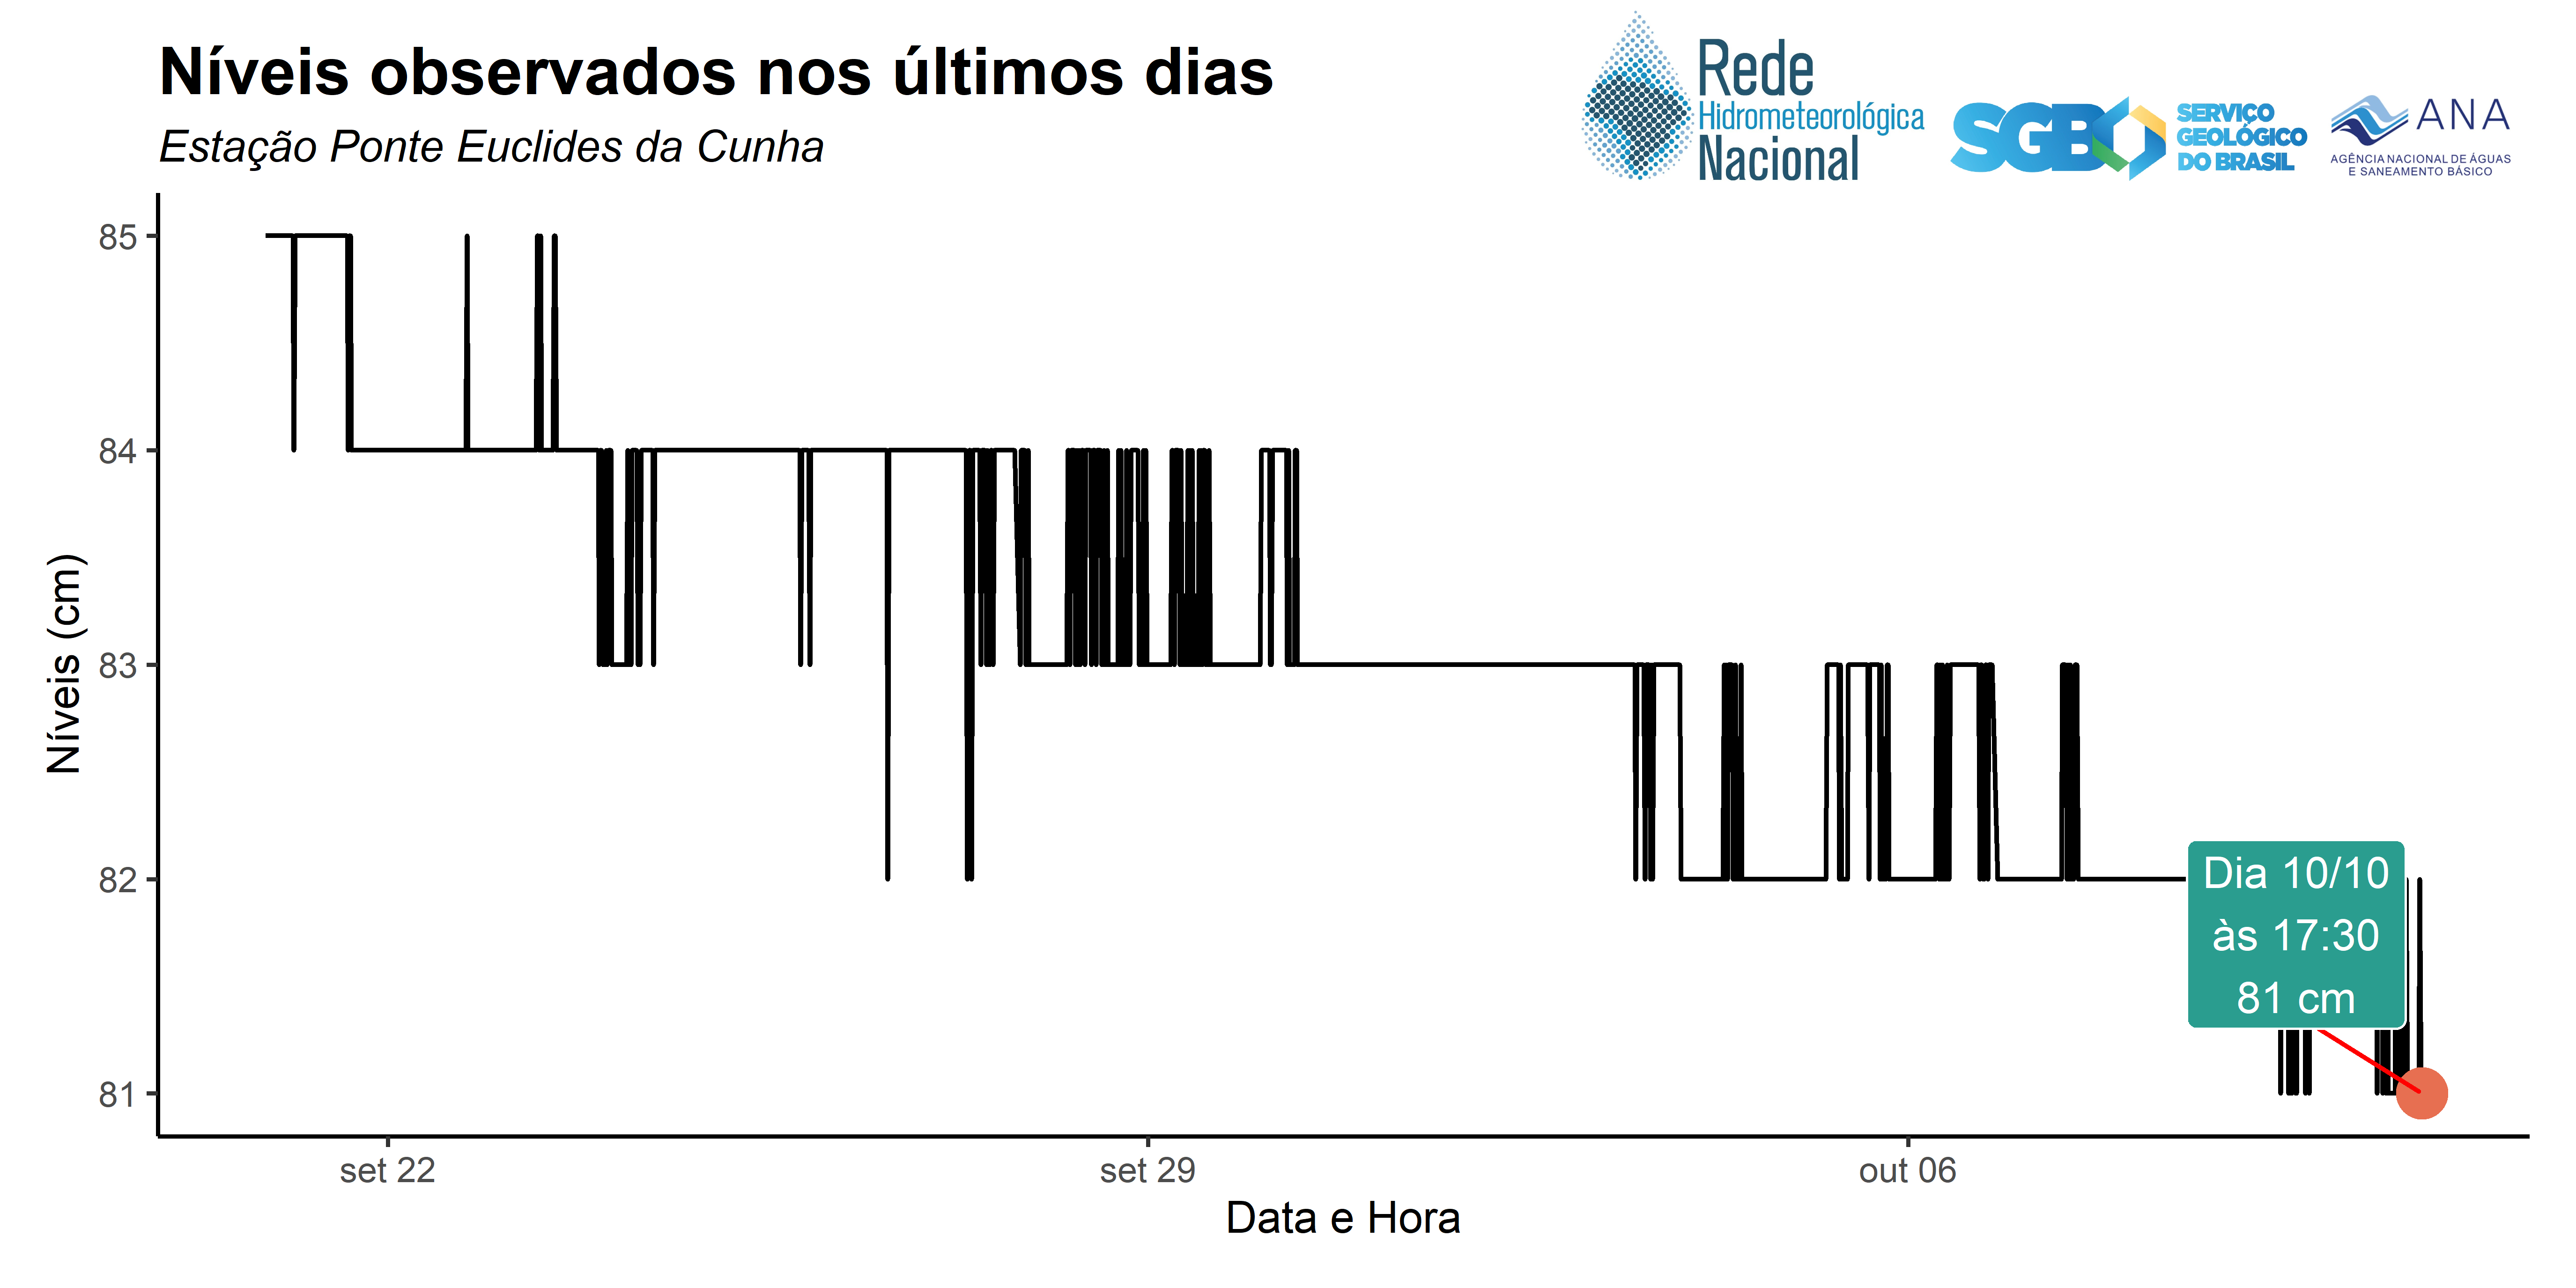 Níveis observados nos últimos dias
Estação Ponte Euclides da Cunha
Rede
Hidrometeorológica
Nacional
SGB
SERVIÇO
GEOLÓGICO
DO BRASIL
ANA
AGÊNCIA NACIONAL DE ÁGUAS
E SANEAMENTO BÁSICO
Níveis (cm)
85
84
83
82
81
Dia 10/10
às 17:30
81 cm
set 22
set 29
out 06
Data e Hora